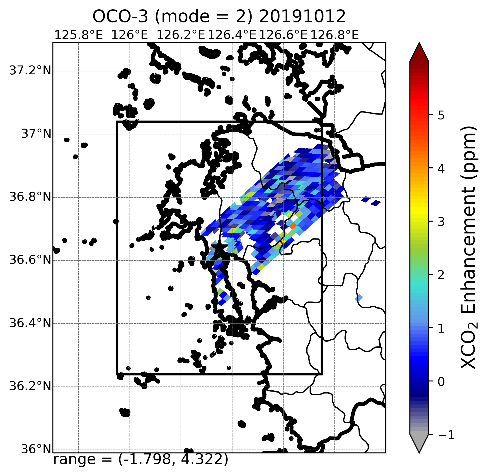 OCO-3 (mode = 2) 20191012
125.8°E 126°E 126.2°E 126.4°E 126.6°E 126.8°E
37.2°N
37°N
36.8°N
36.6°N
36.4°N
36.2°N
36°N
range = (-1.798, 4.322)
5
4
3
2
1
0
−1
XCO₂ Enhancement (ppm)